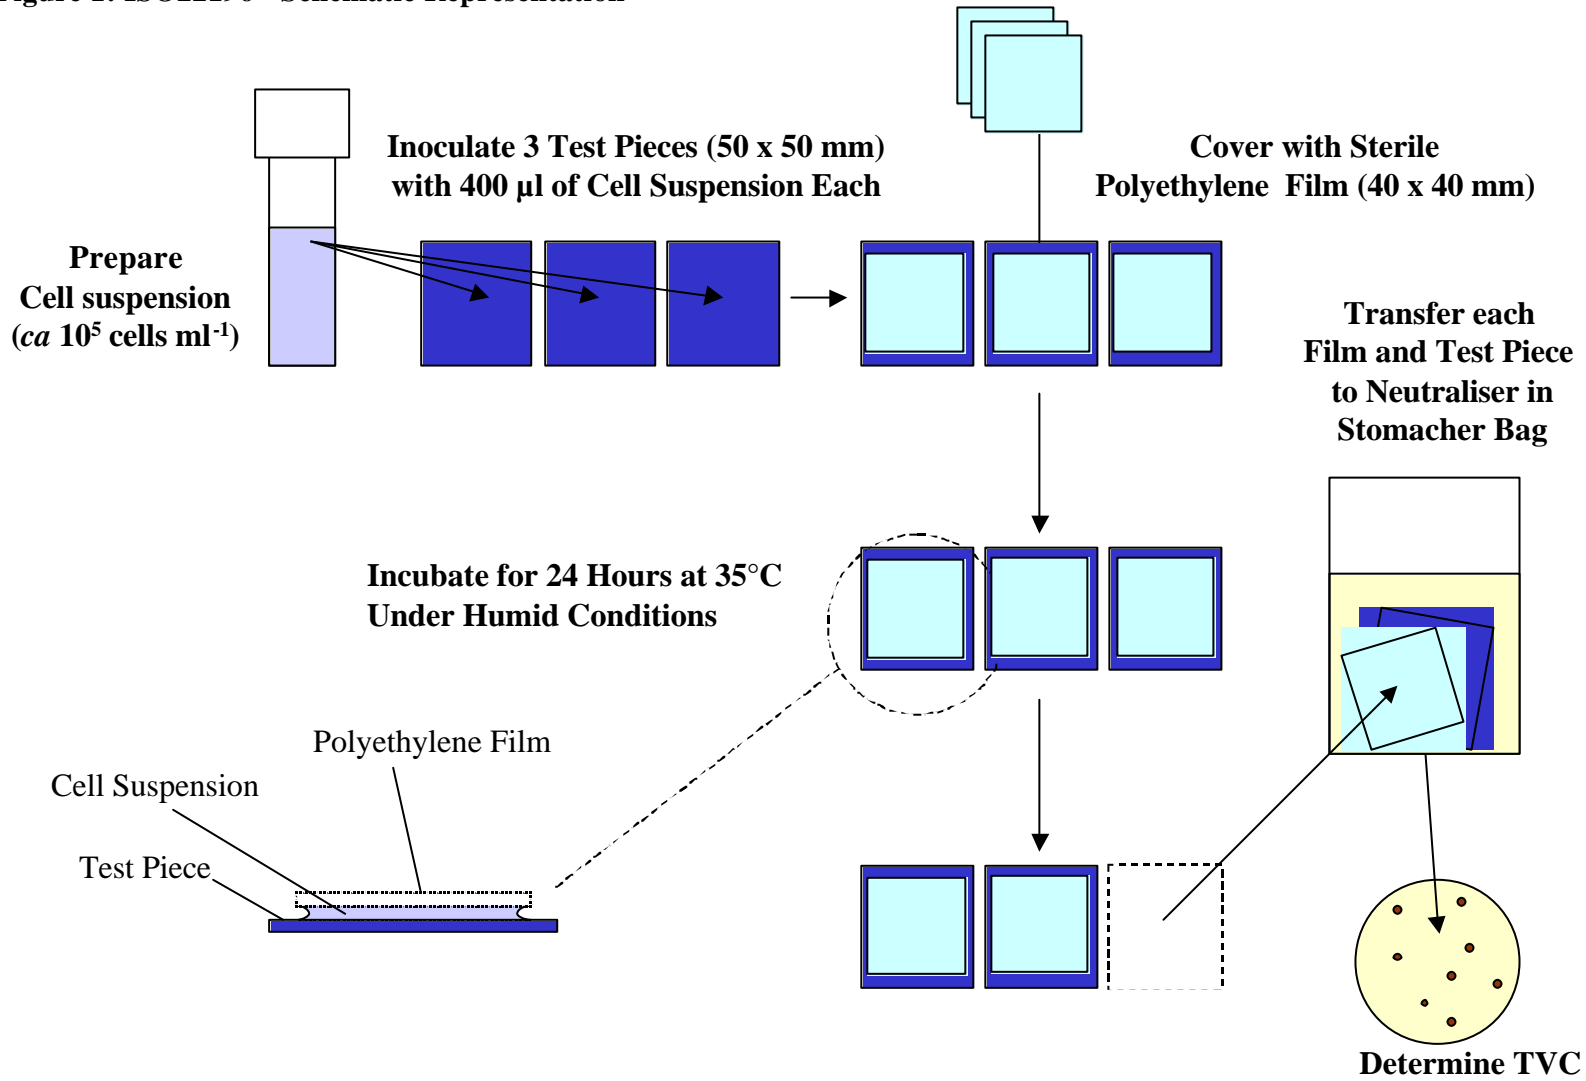 Inoculate 3 Test Pieces (50 x 50 mm)
with 400 µl of Cell Suspension Each
Cover with Sterile
Polyethylene Film (40 x 40 mm)
Prepare
Cell suspension
(ca 10⁵ cells ml⁻¹)
Transfer each
Film and Test Piece
to Neutraliser in
Stomacher Bag
Incubate for 24 Hours at 35°C
Under Humid Conditions
Polyethylene Film
Cell Suspension
Test Piece
Determine TVC